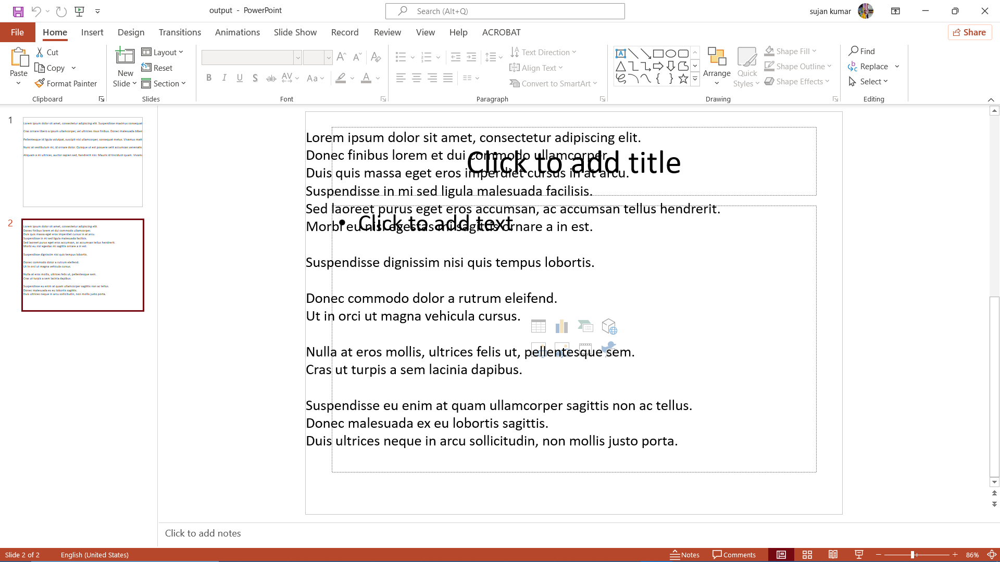 output - PowerPoint
Search (Alt+Q)
sujan kumar
File
Home
Insert
Design
Transitions
Animations
Slide Show
Record
Review
View
Help
ACROBAT
Share
Paste
Cut
Copy
Format Painter
Clipboard
New Slide
Layout
Reset
Section
Slides
Font
Text Direction
Align Text
Convert to SmartArt
Paragraph
Arrange
Quick Styles
Shape Fill
Shape Outline
Shape Effects
Drawing
Find
Replace
Select
Editing
1
Lorem ipsum dolor sit amet, consectetur adipiscing elit. Suspendisse maximus consequat
Cras ornare libero a ipsum ullamcorper, vel ultricies risus finibus. Donec malesuada biben
Pellentesque id ligula volutpat, suscipit nisl ullamcorper, consequat metus. Vivamus matt
Nunc at vestibulum mi, id ornare dolor. Quisque ut est posuere velit accumsan venenatis
Aliquam a mi ultrices, auctor sapien sed, hendrerit nisi. Mauris id tincidunt quam. Vivam
2
Lorem ipsum dolor sit amet, consectetur adipiscing elit.
Donec finibus lorem et dui commodo ullamcorper.
Duis quis massa eget eros imperdiet cursus in at arcu.
Suspendisse in mi sed ligula malesuada facilisis.
Sed laoreet purus eget eros accumsan, ac accumsan tellus hendrerit.
Morbi eu nisl egestas mi sagittis ornare a in est.
Suspendisse dignissim nisi quis tempus lobortis.
Donec commodo dolor a rutrum eleifend.
Ut in orci ut magna vehicula cursus.
Nulla at eros mollis, ultrices felis ut, pellentesque sem.
Cras ut turpis a sem lacinia dapibus.
Suspendisse eu enim at quam ullamcorper sagittis non ac tellus.
Donec malesuada ex eu lobortis sagittis.
Duis ultrices neque in arcu sollicitudin, non mollis justo porta.
Lorem ipsum dolor sit amet, consectetur adipiscing elit.
Donec finibus lorem et dui commodo ullamcorper.
Click to add title
Duis quis massa eget eros imperdiet cursus in at arcu.
Suspendisse in mi sed ligula malesuada facilisis.
Sed laoreet purus eget eros accumsan, ac accumsan tellus hendrerit.
• Click to add text
Morbi eu nisl egestas mi sagittis ornare a in est.
Suspendisse dignissim nisi quis tempus lobortis.
Donec commodo dolor a rutrum eleifend.
Ut in orci ut magna vehicula cursus.
Nulla at eros mollis, ultrices felis ut, pellentesque sem.
Cras ut turpis a sem lacinia dapibus.
Suspendisse eu enim at quam ullamcorper sagittis non ac tellus.
Donec malesuada ex eu lobortis sagittis.
Duis ultrices neque in arcu sollicitudin, non mollis justo porta.
Click to add notes
Slide 2 of 2
English (United States)
Notes
Comments
86%